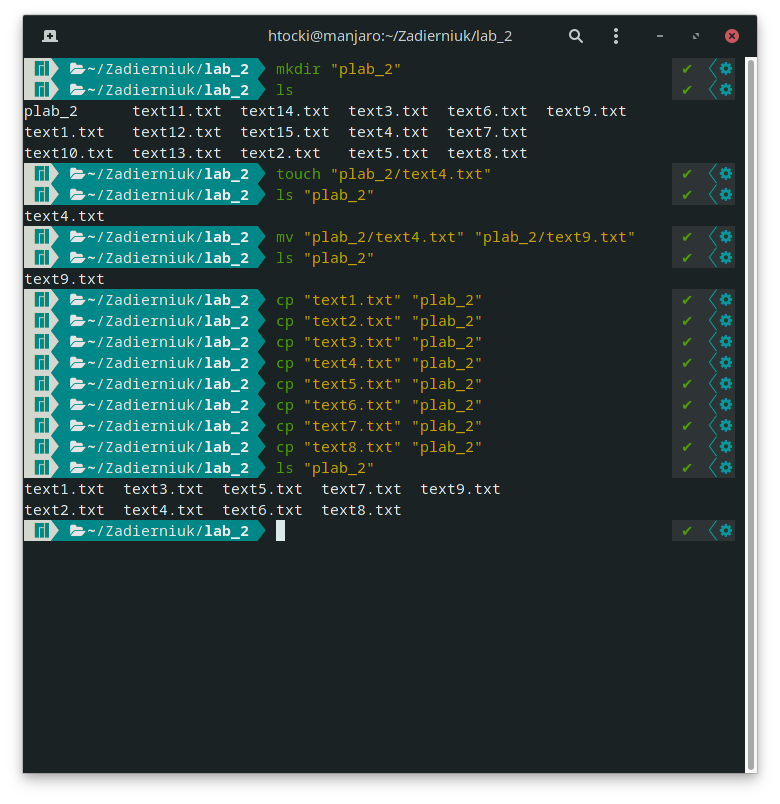 htocki@manjaro:~/Zadierniuk/lab_2
~/Zadierniuk/lab_2 mkdir "plab_2" ✔
~/Zadierniuk/lab_2 ls ✔
plab_2      text11.txt  text14.txt  text3.txt  text6.txt  text9.txt
text1.txt   text12.txt  text15.txt  text4.txt  text7.txt
text10.txt  text13.txt  text2.txt   text5.txt  text8.txt
~/Zadierniuk/lab_2 touch "plab_2/text4.txt" ✔
~/Zadierniuk/lab_2 ls "plab_2" ✔
text4.txt
~/Zadierniuk/lab_2 mv "plab_2/text4.txt" "plab_2/text9.txt" ✔
~/Zadierniuk/lab_2 ls "plab_2" ✔
text9.txt
~/Zadierniuk/lab_2 cp "text1.txt" "plab_2" ✔
~/Zadierniuk/lab_2 cp "text2.txt" "plab_2" ✔
~/Zadierniuk/lab_2 cp "text3.txt" "plab_2" ✔
~/Zadierniuk/lab_2 cp "text4.txt" "plab_2" ✔
~/Zadierniuk/lab_2 cp "text5.txt" "plab_2" ✔
~/Zadierniuk/lab_2 cp "text6.txt" "plab_2" ✔
~/Zadierniuk/lab_2 cp "text7.txt" "plab_2" ✔
~/Zadierniuk/lab_2 cp "text8.txt" "plab_2" ✔
~/Zadierniuk/lab_2 ls "plab_2" ✔
text1.txt  text3.txt  text5.txt  text7.txt  text9.txt
text2.txt  text4.txt  text6.txt  text8.txt
~/Zadierniuk/lab_2 ✔